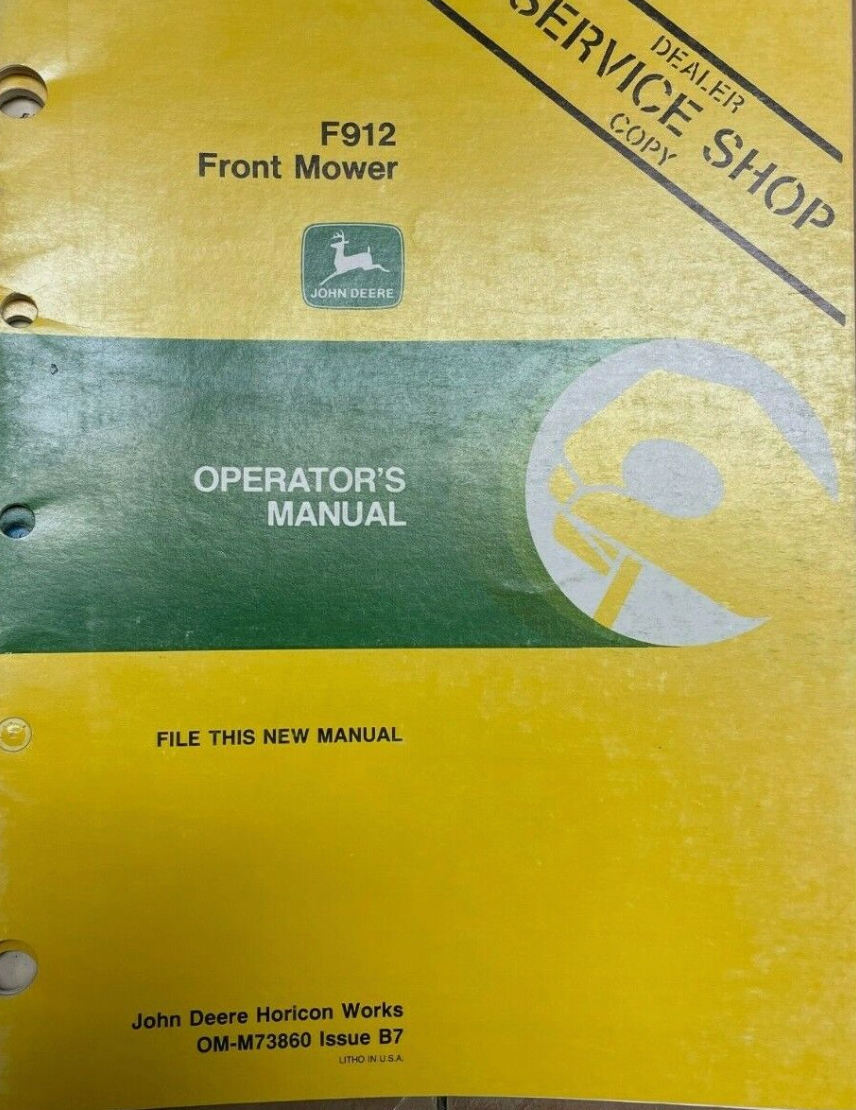 DEALER
SERVICE SHOP
COPY
F912
Front Mower
JOHN DEERE
OPERATOR'S
MANUAL
FILE THIS NEW MANUAL
John Deere Horicon Works
OM-M73860 Issue B7
LITHO IN U.S.A.